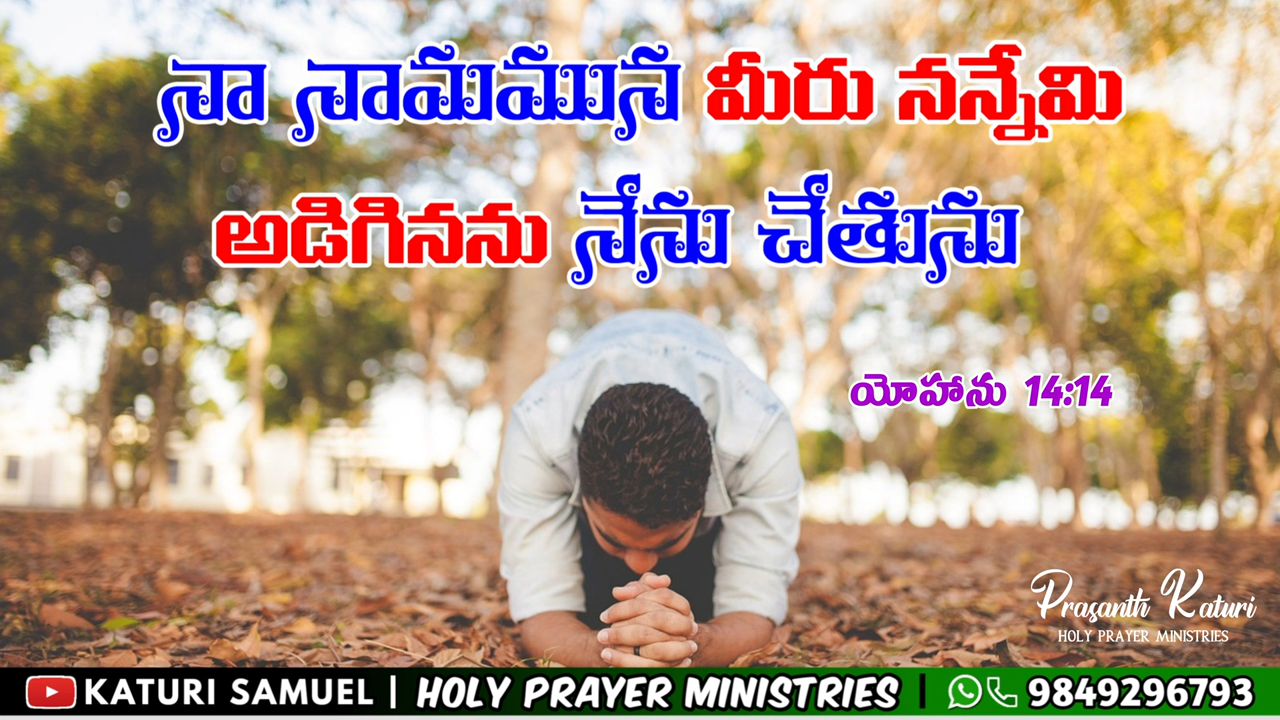 నా నామమున మీరు నన్నేమి
అడిగినను నేను చేతును
యోహాను 14:14
Prasanth Katuri
HOLY PRAYER MINISTRIES
KATURI SAMUEL | HOLY PRAYER MINISTRIES | 9849296793